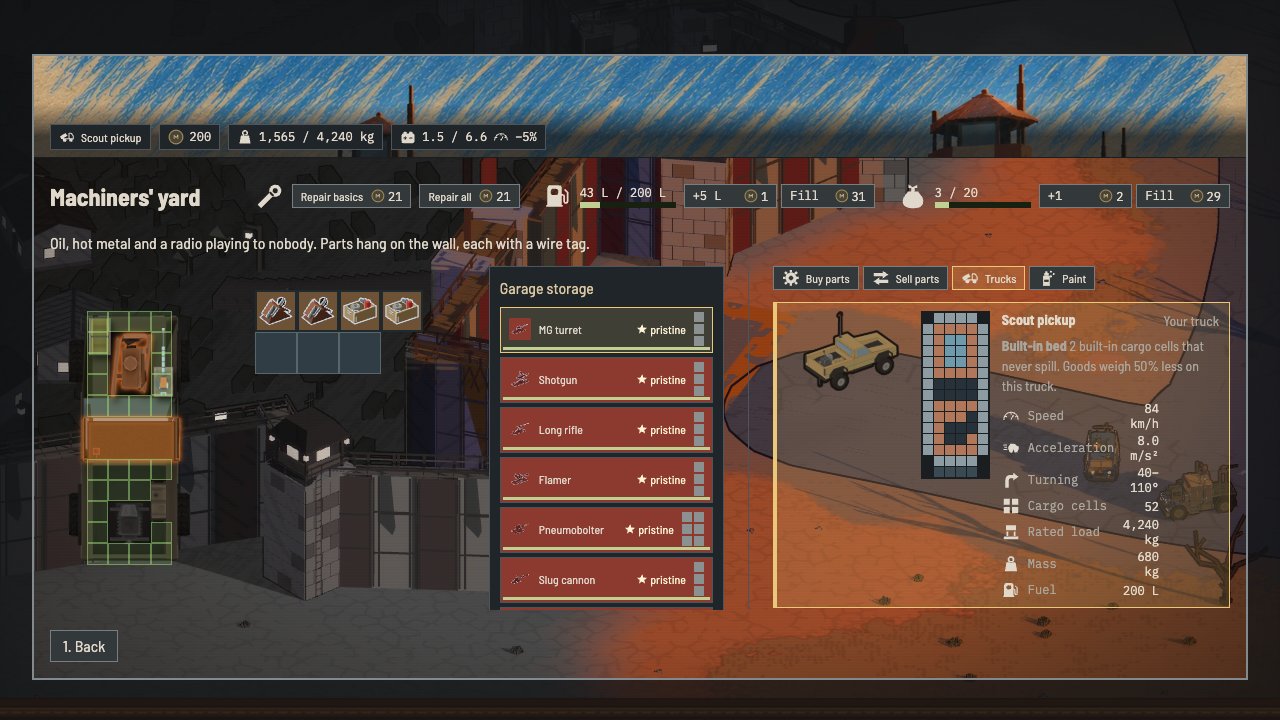 Scout pickup
200
1,565 / 4,240 kg
1.5 / 6.6 −5%
Machiners' yard
Repair basics 21
Repair all 21
43 L / 200 L
+5 L 1
Fill 31
3 / 20
+1 2
Fill 29
Oil, hot metal and a radio playing to nobody. Parts hang on the wall, each with a wire tag.
Garage storage
MG turret ★ pristine
Shotgun ★ pristine
Long rifle ★ pristine
Flamer ★ pristine
Pneumobolter ★ pristine
Slug cannon ★ pristine
Buy parts
Sell parts
Trucks
Paint
Scout pickup
Your truck
Built-in bed 2 built-in cargo cells that
never spill. Goods weigh 50% less on
this truck.
Speed 84
km/h
Acceleration 8.0
m/s²
Turning 40–
110°
Cargo cells 52
Rated load 4,240
kg
Mass 680
kg
Fuel 200 L
1. Back